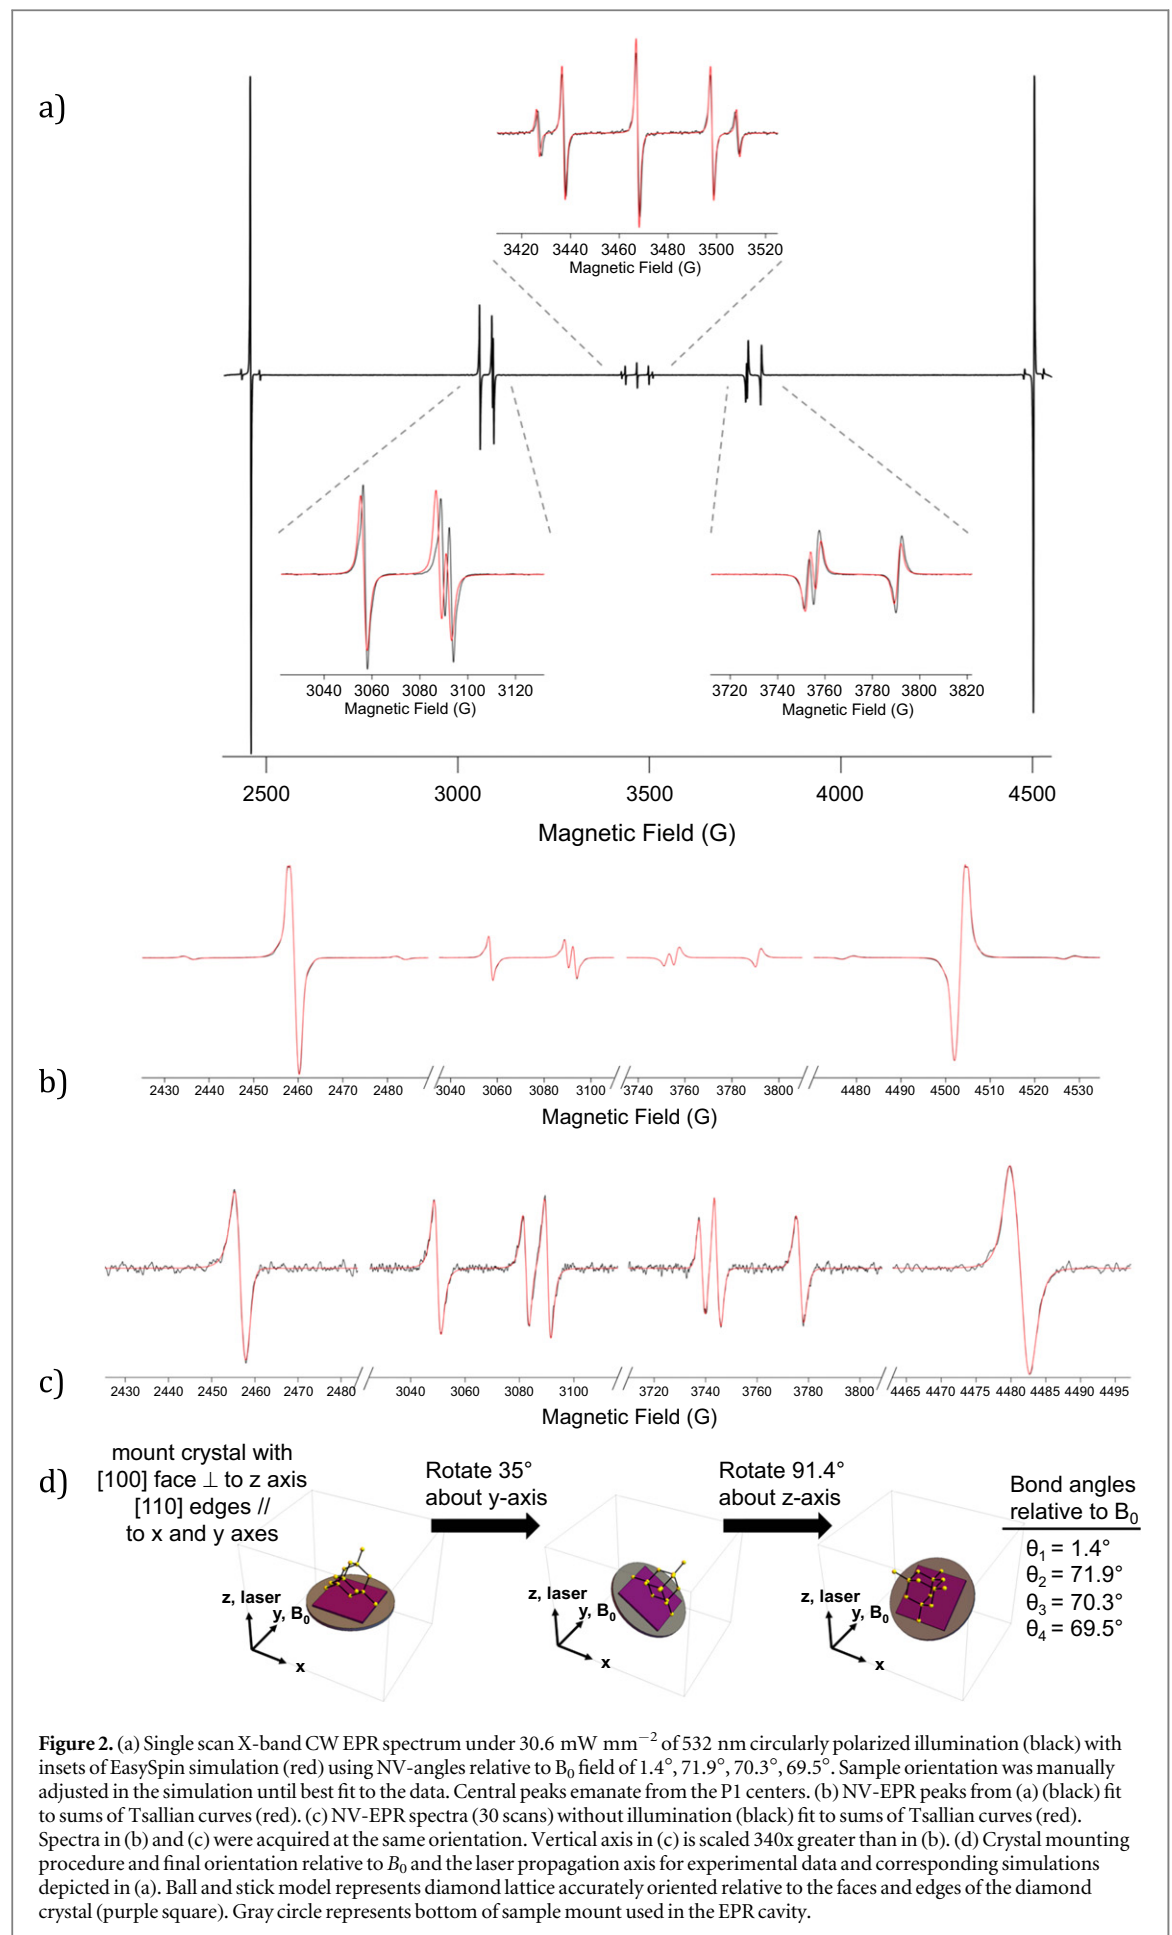 a)
3420 3440 3460 3480 3500 3520
Magnetic Field (G)
3040 3060 3080 3100 3120
Magnetic Field (G)
3720 3740 3760 3780 3800 3820
Magnetic Field (G)
2500 3000 3500 4000 4500
Magnetic Field (G)
b)
2430 2440 2450 2460 2470 2480 3040 3060 3080 3100 3740 3760 3780 3800 4480 4490 4500 4510 4520 4530
Magnetic Field (G)
c)
2430 2440 2450 2460 2470 2480 3040 3060 3080 3100 3720 3740 3760 3780 3800 4465 4470 4475 4480 4485 4490 4495
Magnetic Field (G)
d)
mount crystal with
[100] face ⊥ to z axis
[110] edges //
to x and y axes
z, laser
y, B₀
x
Rotate 35°
about y-axis
z, laser
y, B₀
x
Rotate 91.4°
about z-axis
z, laser
y, B₀
x
Bond angles
relative to B₀
θ₁ = 1.4°
θ₂ = 71.9°
θ₃ = 70.3°
θ₄ = 69.5°
Figure 2. (a) Single scan X-band CW EPR spectrum under 30.6 mW mm⁻² of 532 nm circularly polarized illumination (black) with
insets of EasySpin simulation (red) using NV-angles relative to B₀ field of 1.4°, 71.9°, 70.3°, 69.5°. Sample orientation was manually
adjusted in the simulation until best fit to the data. Central peaks emanate from the P1 centers. (b) NV-EPR peaks from (a) (black) fit
to sums of Tsallian curves (red). (c) NV-EPR spectra (30 scans) without illumination (black) fit to sums of Tsallian curves (red).
Spectra in (b) and (c) were acquired at the same orientation. Vertical axis in (c) is scaled 340x greater than in (b). (d) Crystal mounting
procedure and final orientation relative to B₀ and the laser propagation axis for experimental data and corresponding simulations
depicted in (a). Ball and stick model represents diamond lattice accurately oriented relative to the faces and edges of the diamond
crystal (purple square). Gray circle represents bottom of sample mount used in the EPR cavity.